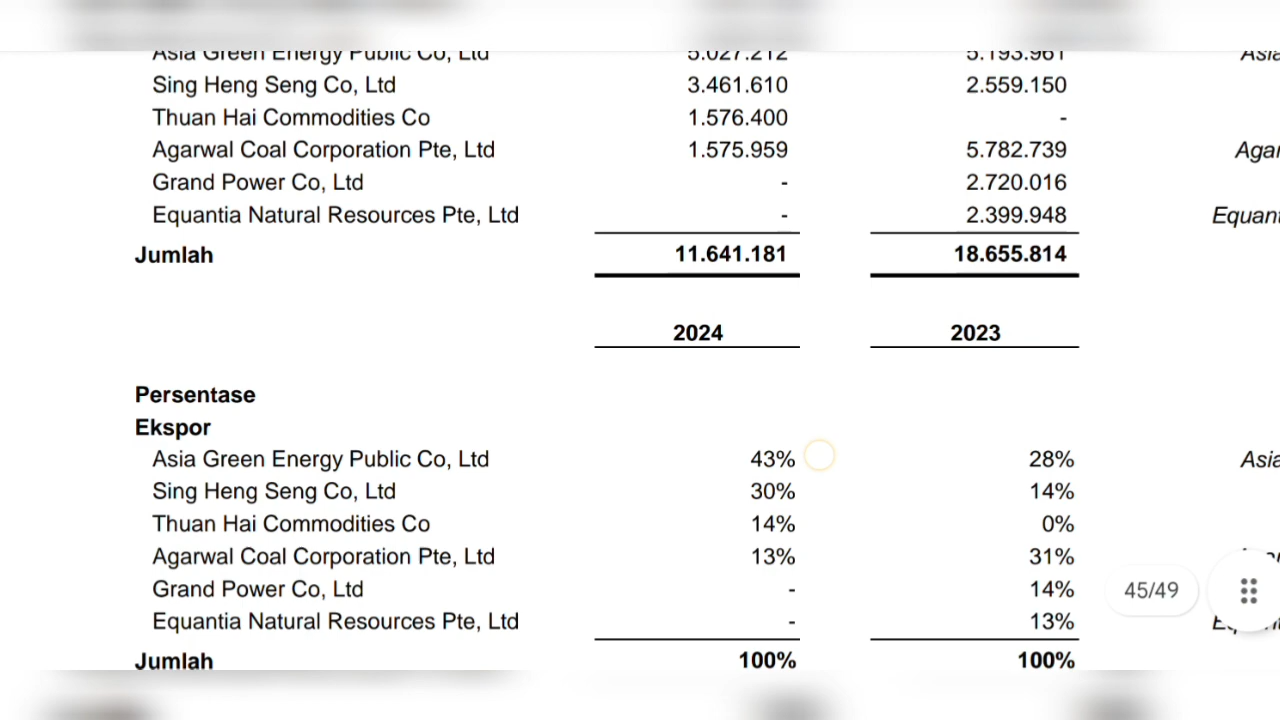 Asia Green Energy Public Co, Ltd 5.027.212 5.193.961 Asia
Sing Heng Seng Co, Ltd 3.461.610 2.559.150
Thuan Hai Commodities Co 1.576.400 -
Agarwal Coal Corporation Pte, Ltd 1.575.959 5.782.739 Agar
Grand Power Co, Ltd - 2.720.016
Equantia Natural Resources Pte, Ltd - 2.399.948 Equan
Jumlah 11.641.181 18.655.814
2024 2023
Persentase
Ekspor
Asia Green Energy Public Co, Ltd 43% 28% Asia
Sing Heng Seng Co, Ltd 30% 14%
Thuan Hai Commodities Co 14% 0%
Agarwal Coal Corporation Pte, Ltd 13% 31%
Grand Power Co, Ltd - 14%
45/49
Equantia Natural Resources Pte, Ltd - 13%
Jumlah 100% 100%